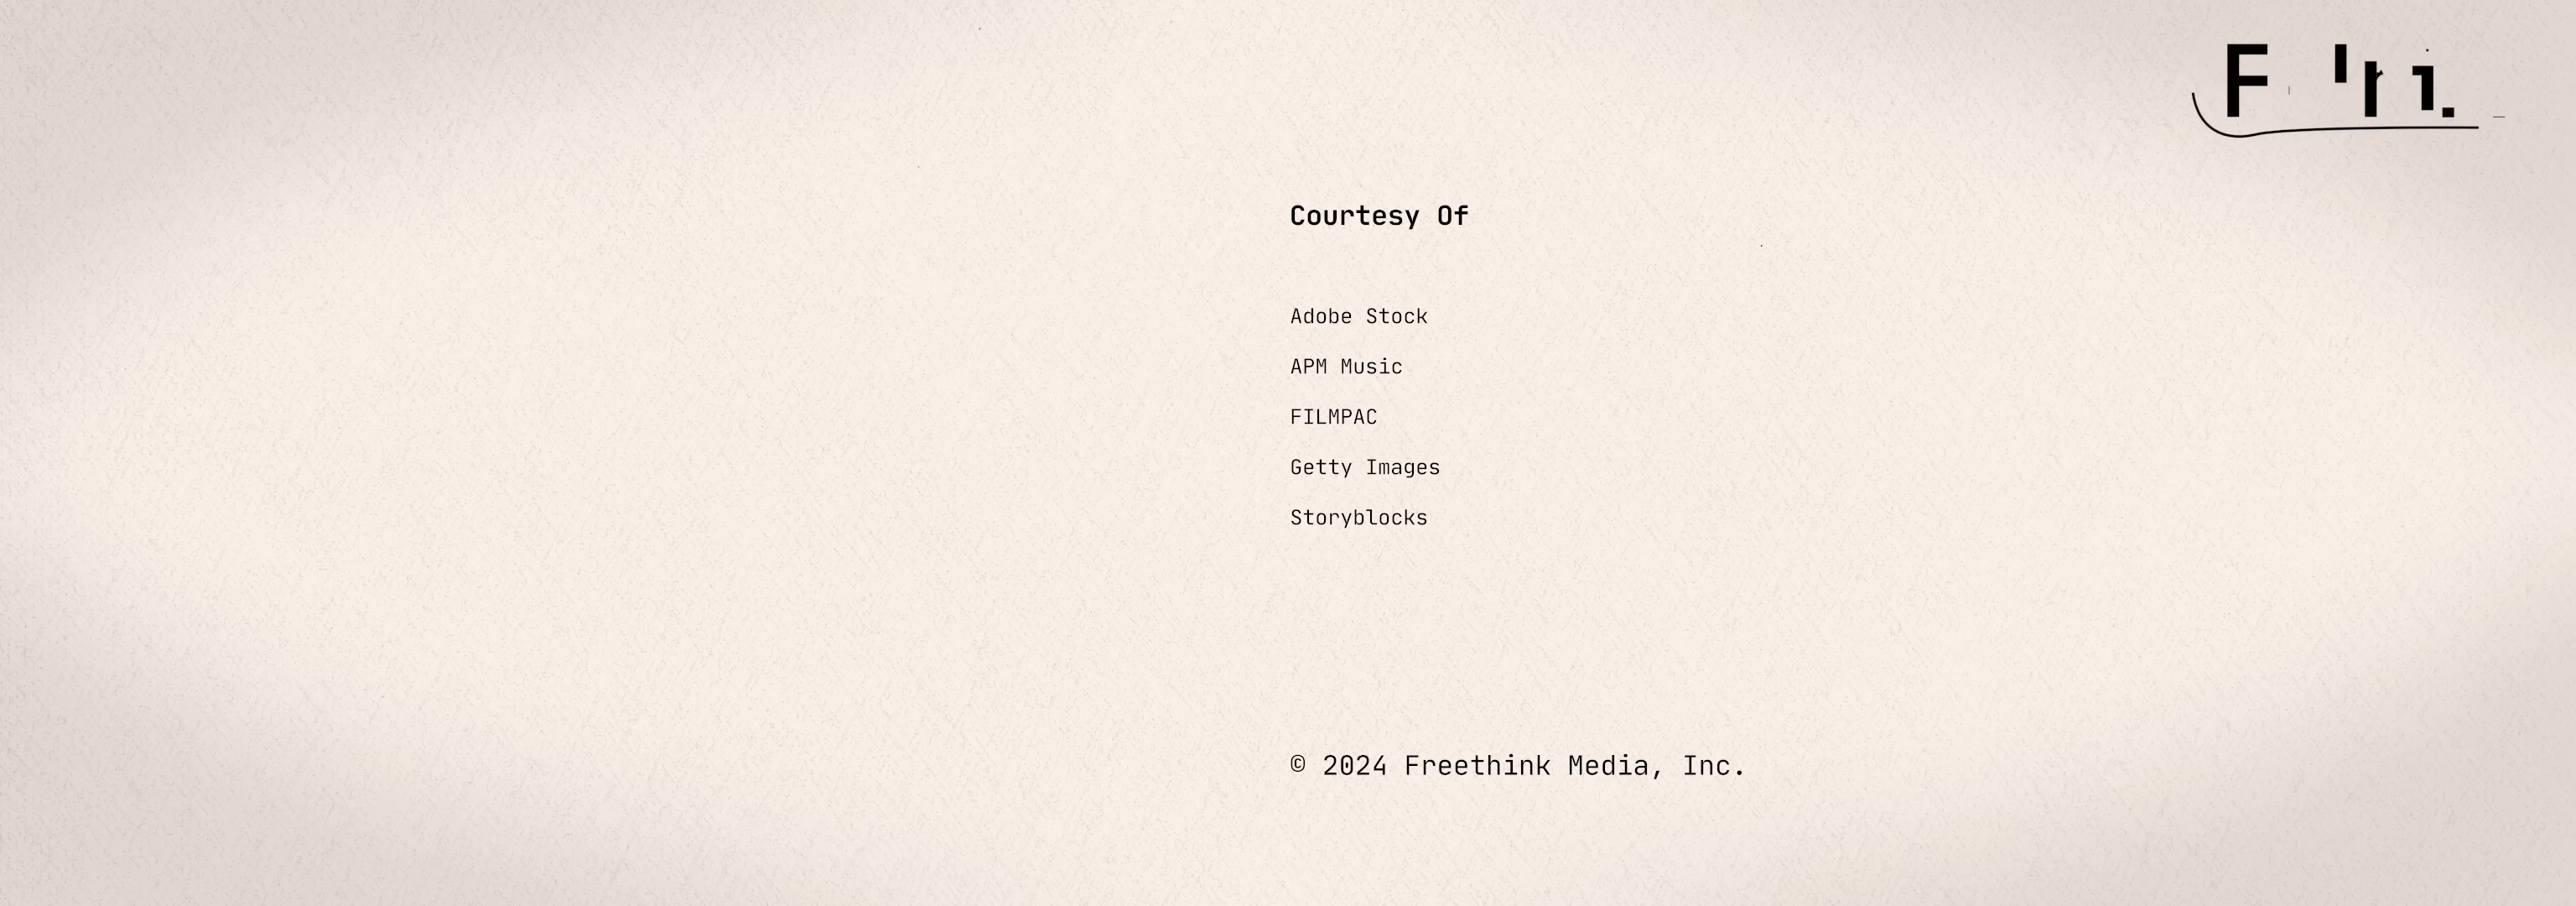 Courtesy Of
Adobe Stock
APM Music
FILMPAC
Getty Images
Storyblocks
© 2024 Freethink Media, Inc.